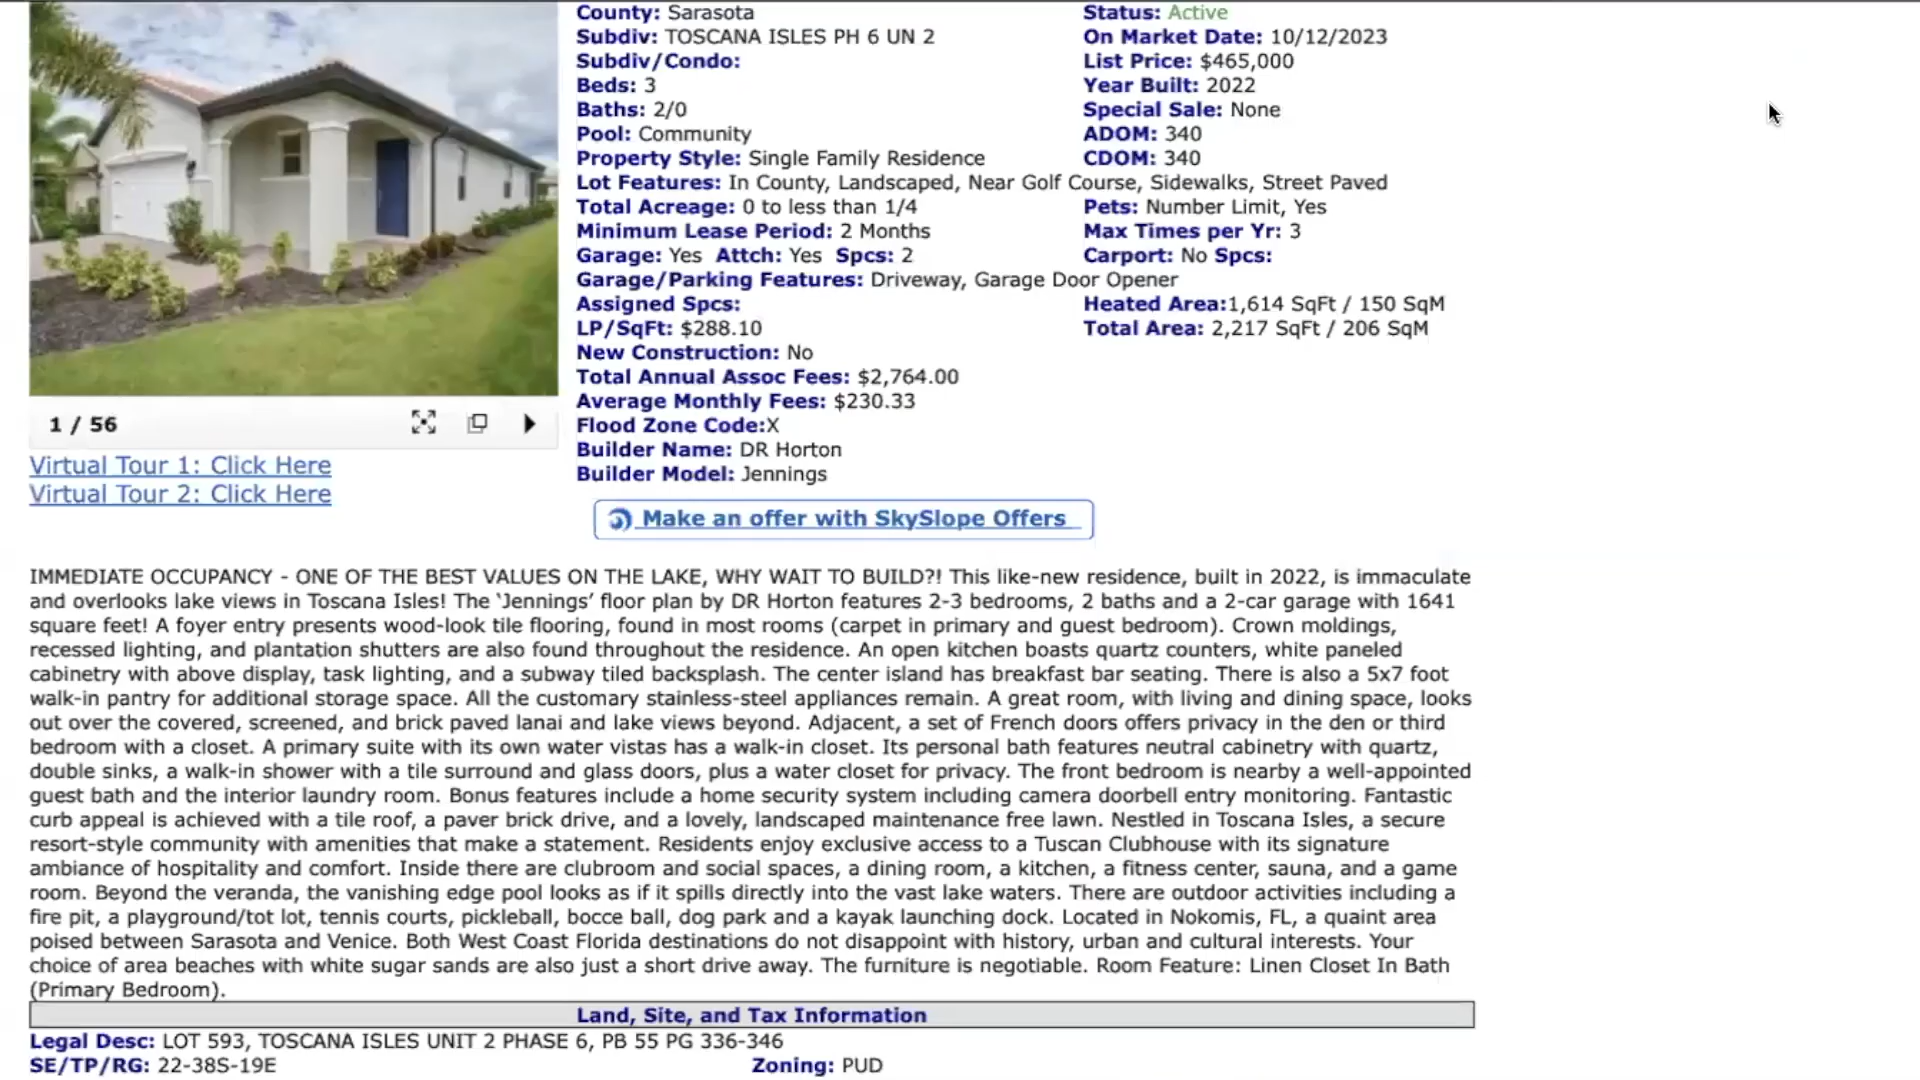 County: Sarasota
Status: Active
Subdiv: TOSCANA ISLES PH 6 UN 2
On Market Date: 10/12/2023
Subdiv/Condo:
List Price: $465,000
Beds: 3
Year Built: 2022
Baths: 2/0
Special Sale: None
Pool: Community
ADOM: 340
Property Style: Single Family Residence
CDOM: 340
Lot Features: In County, Landscaped, Near Golf Course, Sidewalks, Street Paved
Total Acreage: 0 to less than 1/4
Pets: Number Limit, Yes
Minimum Lease Period: 2 Months
Max Times per Yr: 3
Garage: Yes Attch: Yes Spcs: 2
Carport: No Spcs:
Garage/Parking Features: Driveway, Garage Door Opener
Assigned Spcs:
Heated Area:1,614 SqFt / 150 SqM
LP/SqFt: $288.10
Total Area: 2,217 SqFt / 206 SqM
New Construction: No
Total Annual Assoc Fees: $2,764.00
Average Monthly Fees: $230.33
Flood Zone Code:X
Builder Name: DR Horton
Builder Model: Jennings
1 / 56
Virtual Tour 1: Click Here
Virtual Tour 2: Click Here
Make an offer with SkySlope Offers
IMMEDIATE OCCUPANCY - ONE OF THE BEST VALUES ON THE LAKE, WHY WAIT TO BUILD?! This like-new residence, built in 2022, is immaculate
and overlooks lake views in Toscana Isles! The ‘Jennings’ floor plan by DR Horton features 2-3 bedrooms, 2 baths and a 2-car garage with 1641
square feet! A foyer entry presents wood-look tile flooring, found in most rooms (carpet in primary and guest bedroom). Crown moldings,
recessed lighting, and plantation shutters are also found throughout the residence. An open kitchen boasts quartz counters, white paneled
cabinetry with above display, task lighting, and a subway tiled backsplash. The center island has breakfast bar seating. There is also a 5x7 foot
walk-in pantry for additional storage space. All the customary stainless-steel appliances remain. A great room, with living and dining space, looks
out over the covered, screened, and brick paved lanai and lake views beyond. Adjacent, a set of French doors offers privacy in the den or third
bedroom with a closet. A primary suite with its own water vistas has a walk-in closet. Its personal bath features neutral cabinetry with quartz,
double sinks, a walk-in shower with a tile surround and glass doors, plus a water closet for privacy. The front bedroom is nearby a well-appointed
guest bath and the interior laundry room. Bonus features include a home security system including camera doorbell entry monitoring. Fantastic
curb appeal is achieved with a tile roof, a paver brick drive, and a lovely, landscaped maintenance free lawn. Nestled in Toscana Isles, a secure
resort-style community with amenities that make a statement. Residents enjoy exclusive access to a Tuscan Clubhouse with its signature
ambiance of hospitality and comfort. Inside there are clubroom and social spaces, a dining room, a kitchen, a fitness center, sauna, and a game
room. Beyond the veranda, the vanishing edge pool looks as if it spills directly into the vast lake waters. There are outdoor activities including a
fire pit, a playground/tot lot, tennis courts, pickleball, bocce ball, dog park and a kayak launching dock. Located in Nokomis, FL, a quaint area
poised between Sarasota and Venice. Both West Coast Florida destinations do not disappoint with history, urban and cultural interests. Your
choice of area beaches with white sugar sands are also just a short drive away. The furniture is negotiable. Room Feature: Linen Closet In Bath
(Primary Bedroom).
Land, Site, and Tax Information
Legal Desc: LOT 593, TOSCANA ISLES UNIT 2 PHASE 6, PB 55 PG 336-346
SE/TP/RG: 22-38S-19E
Zoning: PUD